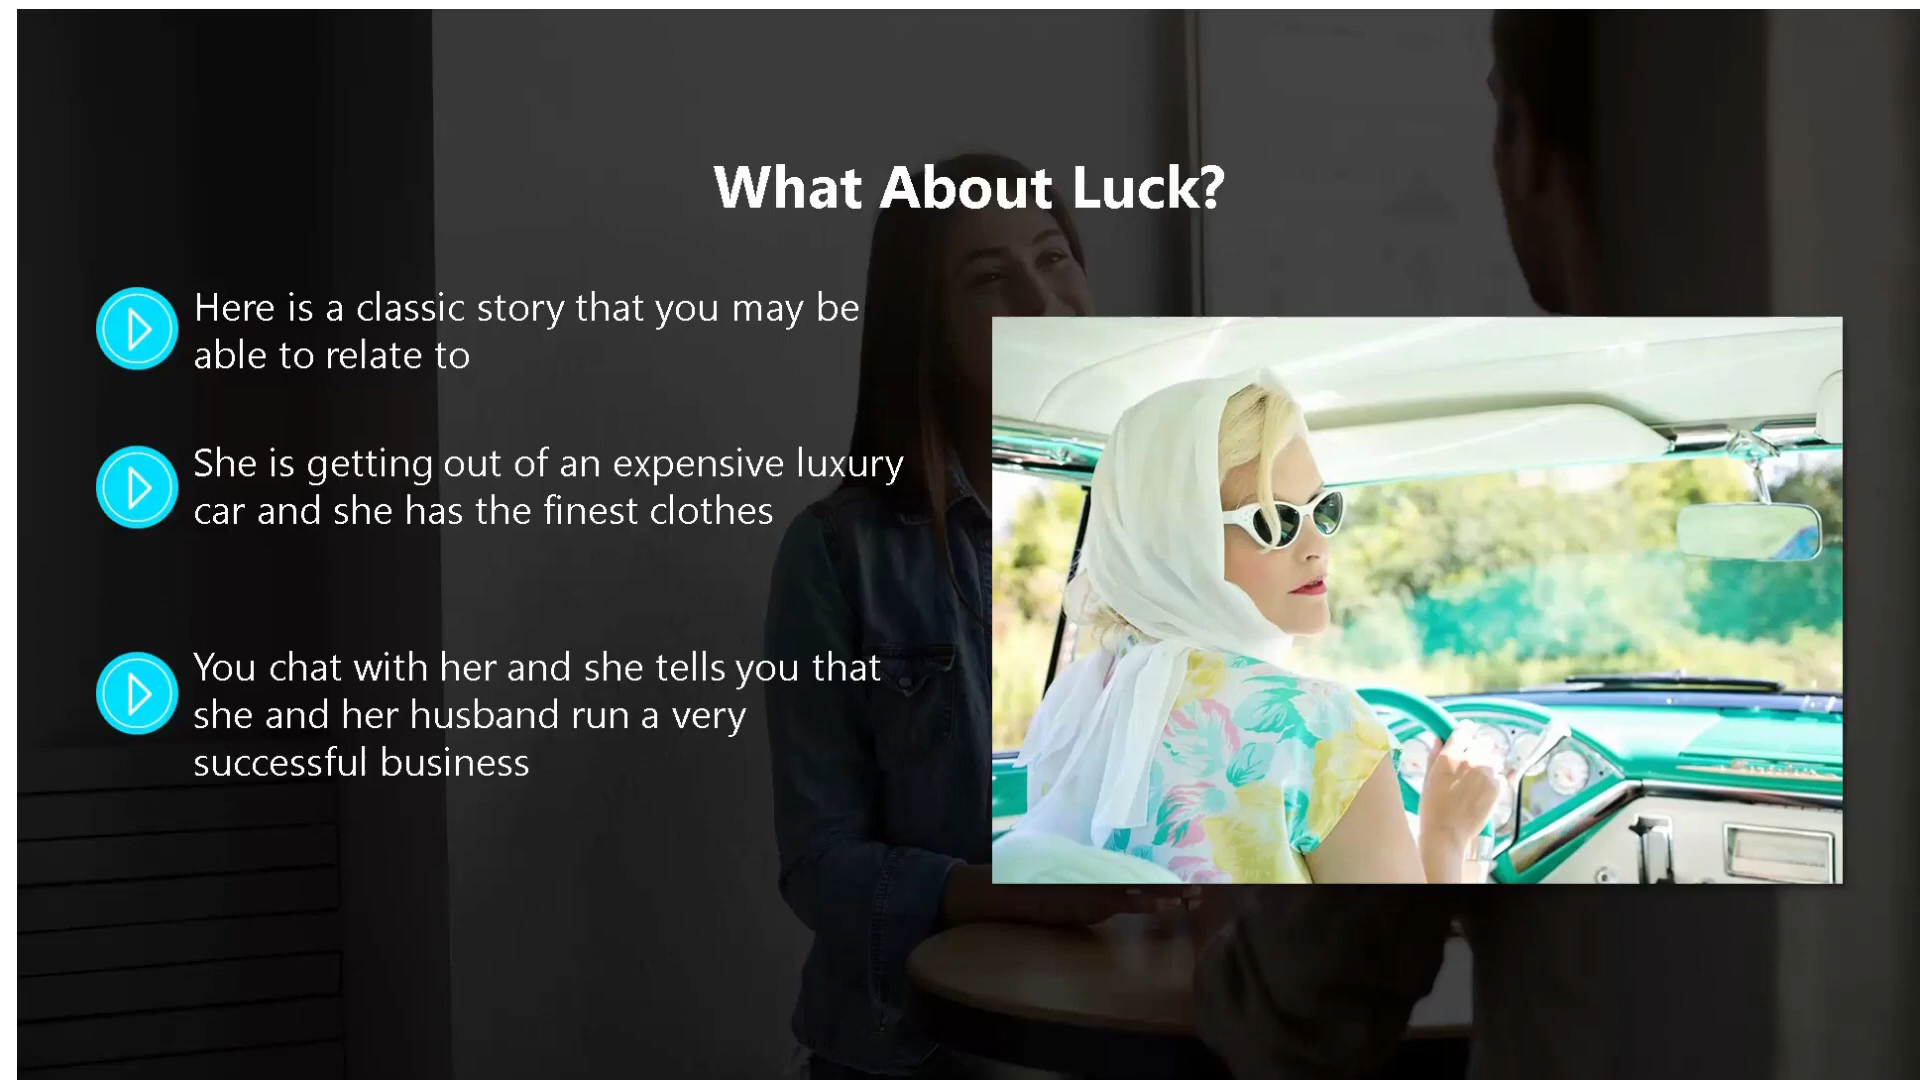 What About Luck?
Here is a classic story that you may be
able to relate to
She is getting out of an expensive luxury
car and she has the finest clothes
You chat with her and she tells you that
she and her husband run a very
successful business